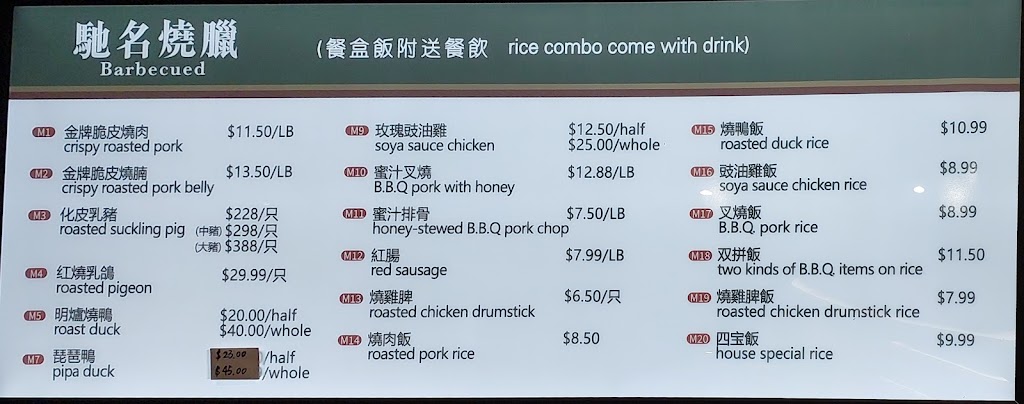 馳名燒臘
Barbecued
(餐盒飯附送餐飲 rice combo come with drink)
M1 金牌脆皮燒肉 $11.50/LB
crispy roasted pork
M2 金牌脆皮燒腩 $13.50/LB
crispy roasted pork belly
M3 化皮乳豬 $228/只
roasted suckling pig (中豬) $298/只
(大豬) $388/只
M4 紅燒乳鴿 $29.99/只
roasted pigeon
M5 明爐燒鴨 $20.00/half
roast duck $40.00/whole
M7 琵琶鴨 $23.00 /half
pipa duck $45.00 /whole
M9 玫瑰豉油雞 $12.50/half
soya sauce chicken $25.00/whole
M10 蜜汁叉燒 $12.88/LB
B.B.Q pork with honey
M11 蜜汁排骨 $7.50/LB
honey-stewed B.B.Q pork chop
M12 紅腸 $7.99/LB
red sausage
M13 燒雞脾 $6.50/只
roasted chicken drumstick
M14 燒肉飯 $8.50
roasted pork rice
M15 燒鴨飯 $10.99
roasted duck rice
M16 豉油雞飯 $8.99
soya sauce chicken rice
M17 叉燒飯 $8.99
B.B.Q. pork rice
M18 双拼飯 $11.50
two kinds of B.B.Q. items on rice
M19 燒雞脾飯 $7.99
roasted chicken drumstick rice
M20 四宝飯 $9.99
house special rice